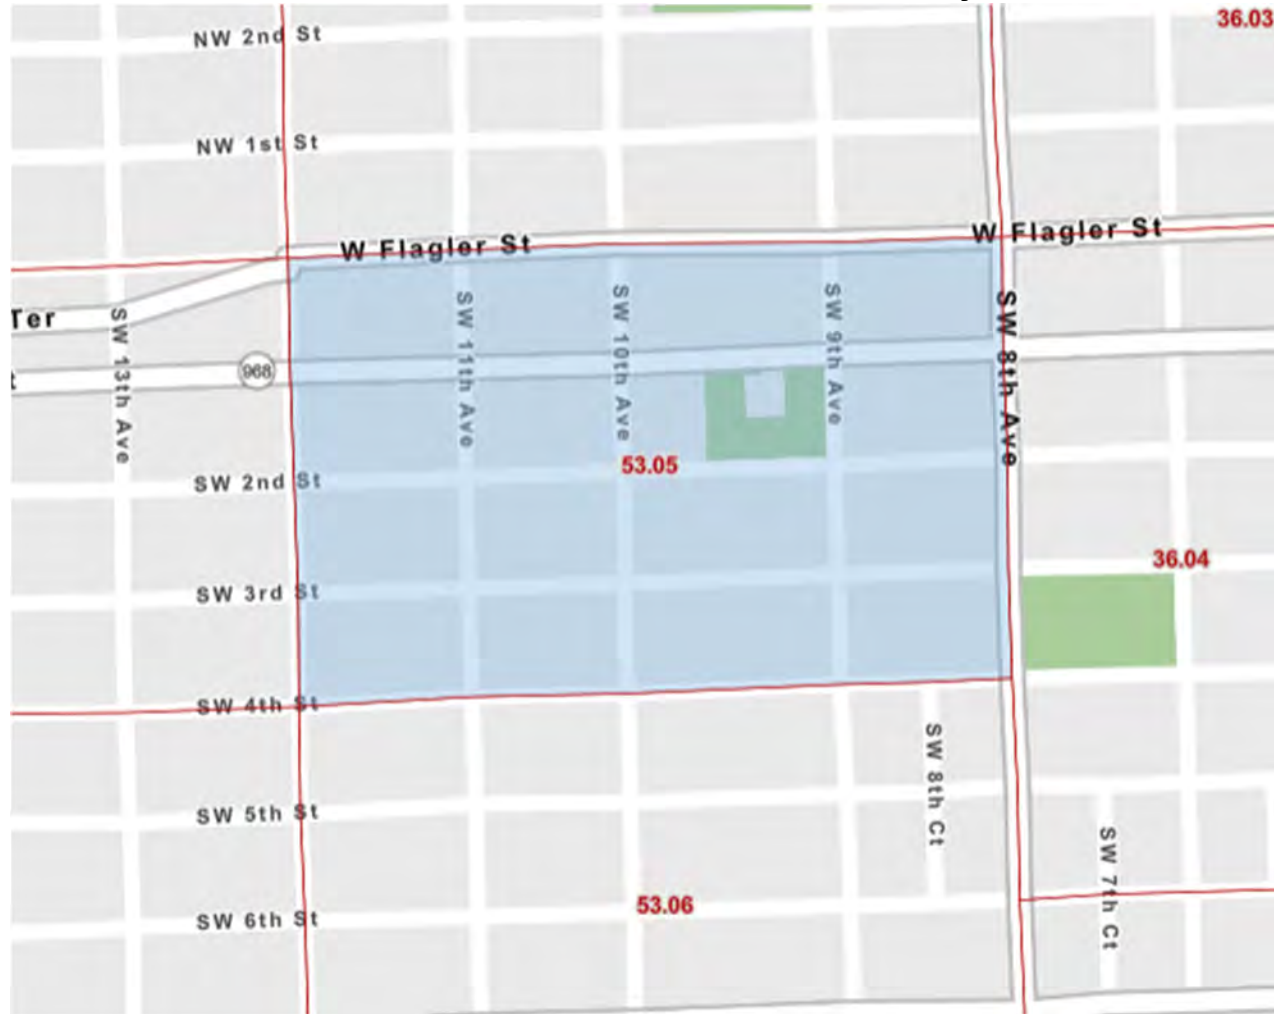 36.03
NW 2nd St
NW 1st St
W Flagler St
W Flagler St
Ter
SW 13th Ave
SW 11th Ave
SW 10th Ave
SW 9th Ave
SW 8th Ave
t
968
53.05
SW 2nd St
36.04
SW 3rd St
SW 4th St
SW 8th Ct
SW 5th St
SW 7th Ct
53.06
SW 6th St